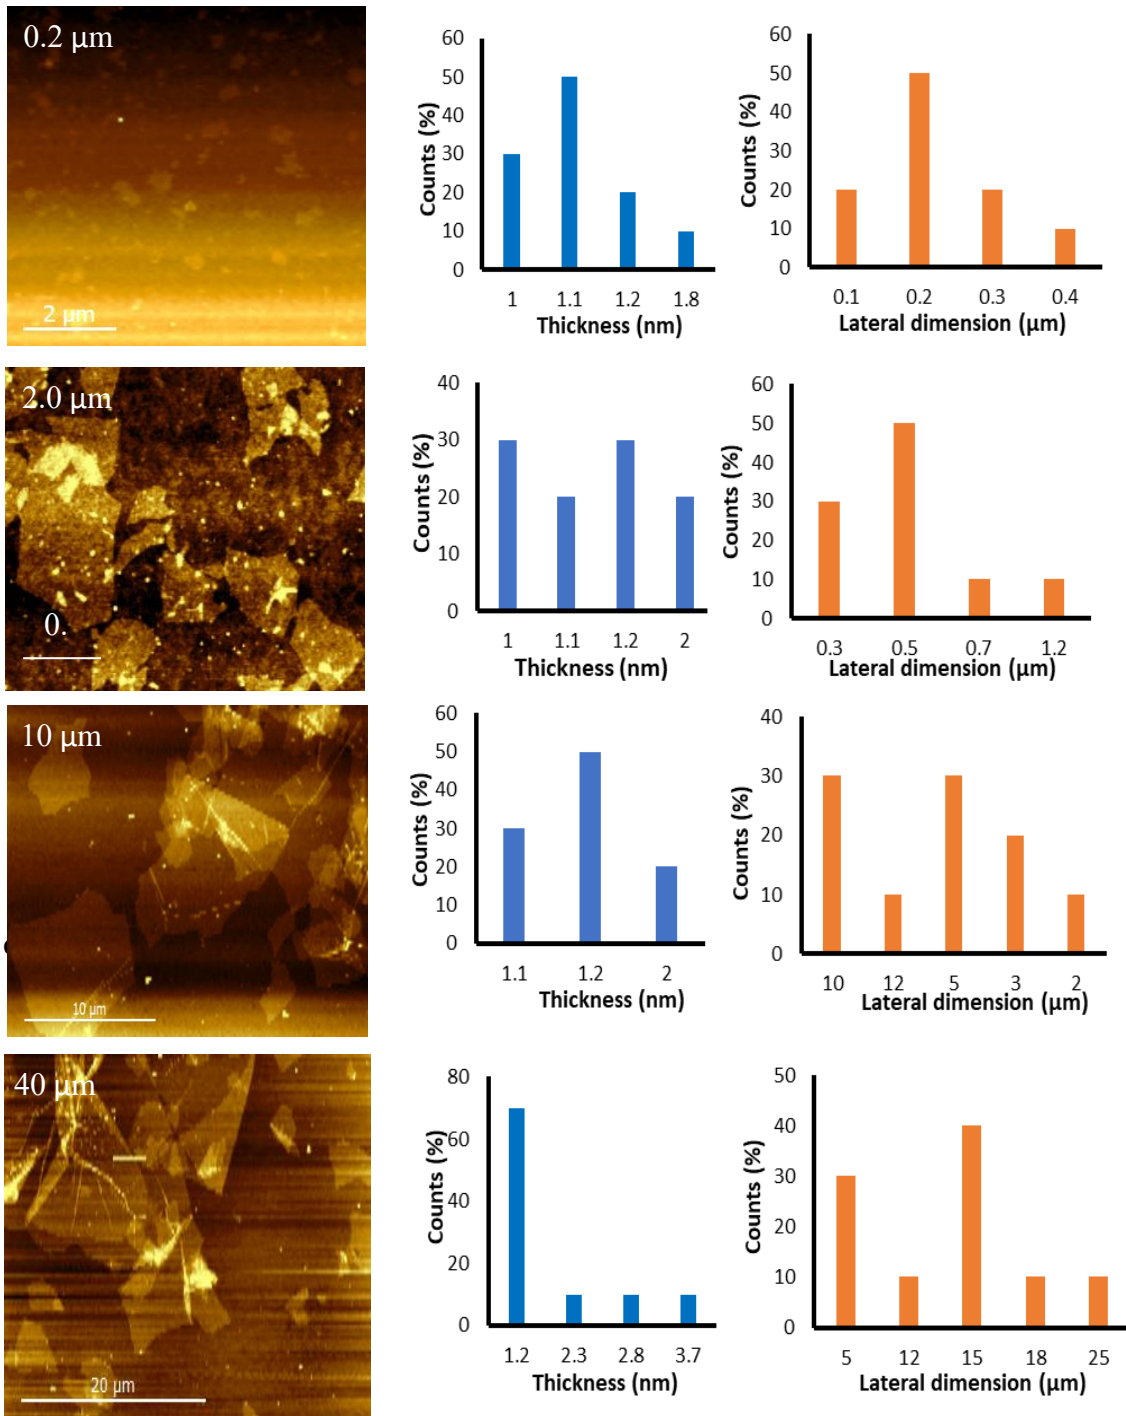 0.2 µm
2 µm
60
50
40
30
20
10
0
Counts (%)
1 1.1 1.2 1.8
Thickness (nm)
60
50
40
30
20
10
0
Counts (%)
0.1 0.2 0.3 0.4
Lateral dimension (µm)
2.0 µm
0.
40
30
20
10
0
Counts (%)
1 1.1 1.2 2
Thickness (nm)
60
50
40
30
20
10
0
Counts (%)
0.3 0.5 0.7 1.2
Lateral dimension (µm)
10 µm
10 µm
60
50
40
30
20
10
0
Counts (%)
1.1 1.2 2
Thickness (nm)
40
30
20
10
0
Counts (%)
10 12 5 3 2
Lateral dimension (µm)
40 µm
20 µm
80
60
40
20
0
Counts (%)
1.2 2.3 2.8 3.7
Thickness (nm)
50
40
30
20
10
0
Counts (%)
5 12 15 18 25
Lateral dimension (µm)